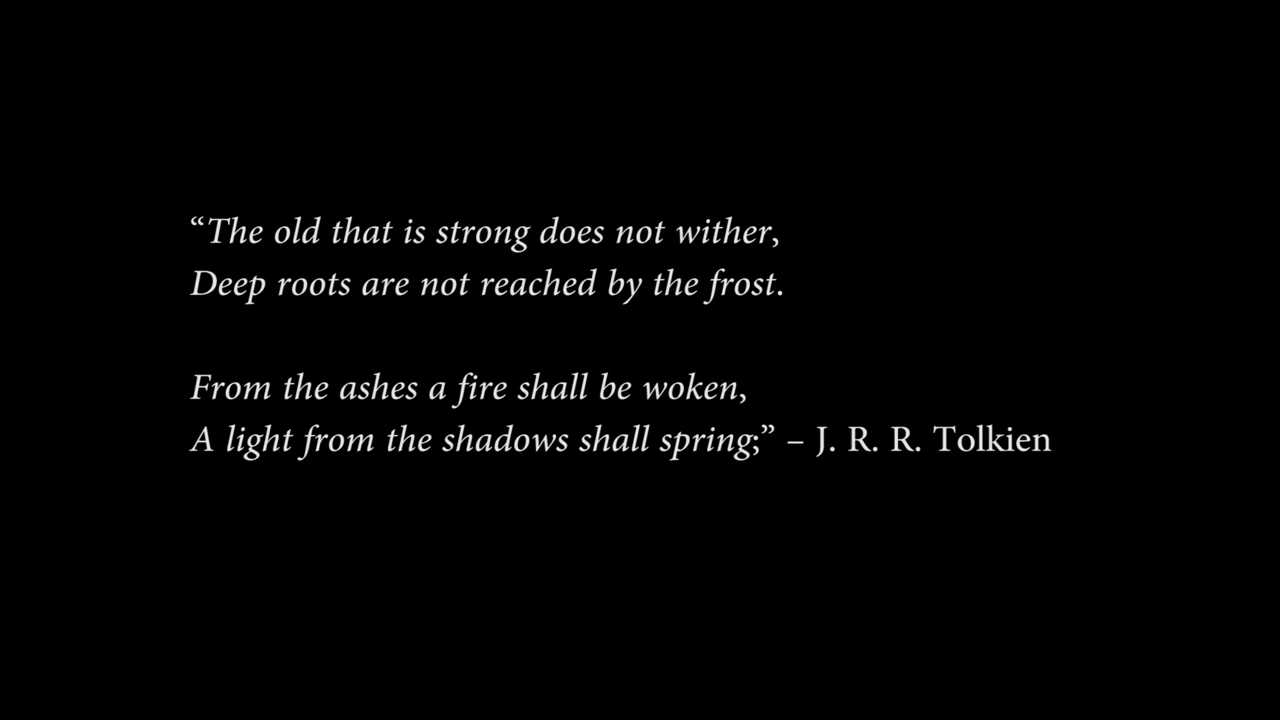 “The old that is strong does not wither,
Deep roots are not reached by the frost.
From the ashes a fire shall be woken,
A light from the shadows shall spring;” – J. R. R. Tolkien